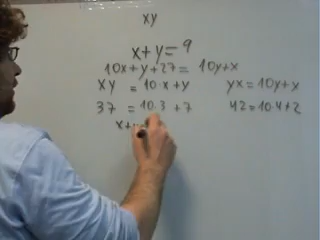 xy
x+y=9
10x+y+27= 10y+x
xy = 10·x+y yx=10y+x
37 = 10·3+7 42=10·4+2
x+